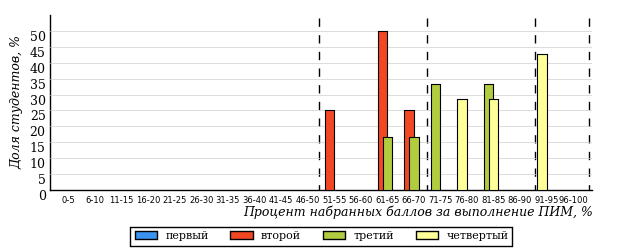 Доля студентов, %
50
45
40
35
30
25
20
15
10
5
0
0-5 6-10 11-15 16-20 21-25 26-30 31-35 36-40 41-45 46-50 51-55 56-60 61-65 66-70 71-75 76-80 81-85 86-90 91-95 96-100
Процент набранных баллов за выполнение ПИМ, %
первый второй третий четвертый